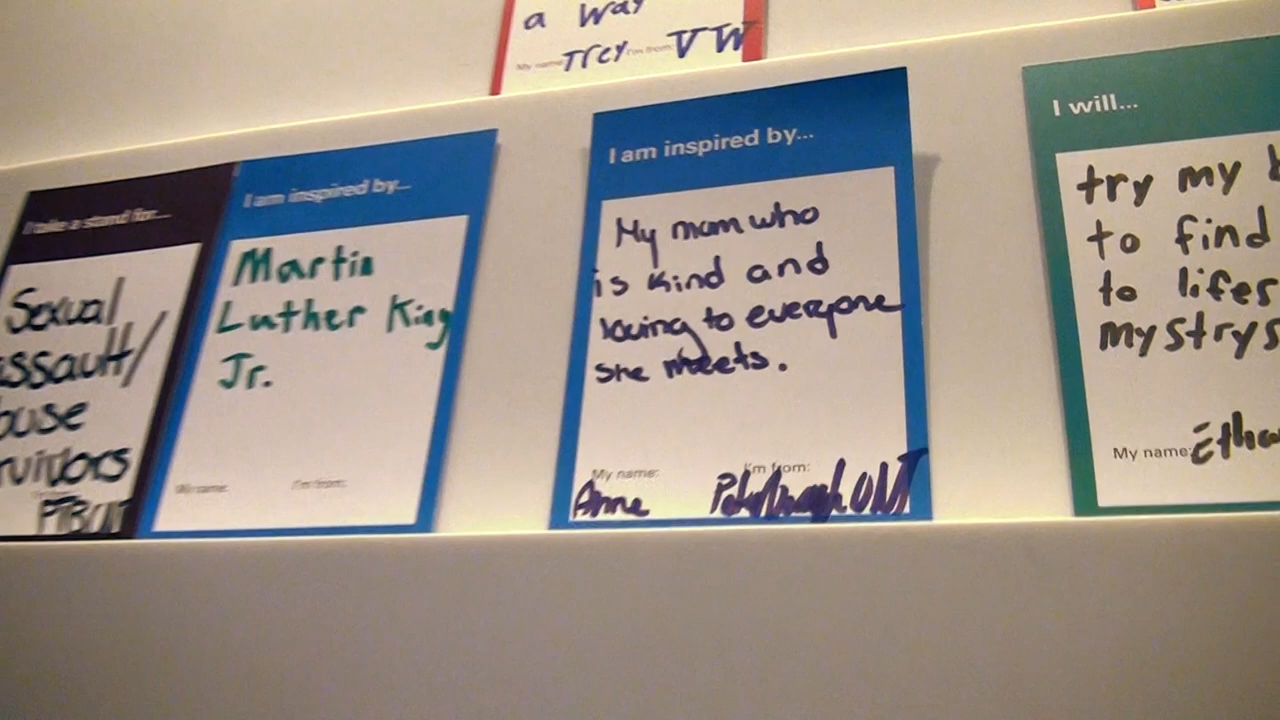 a way
My name: Trey I'm from: VW
I take a stand for...
Sexual
assault/
I am inspired by...
Martin
Luther King
Jr.
My name: I'm from:
I am inspired by...
My mom who
is kind and
loving to everyone
she meets.
My name: I'm from:
Anne
I will...
try my
to find
to lifes
mystrys
My name: